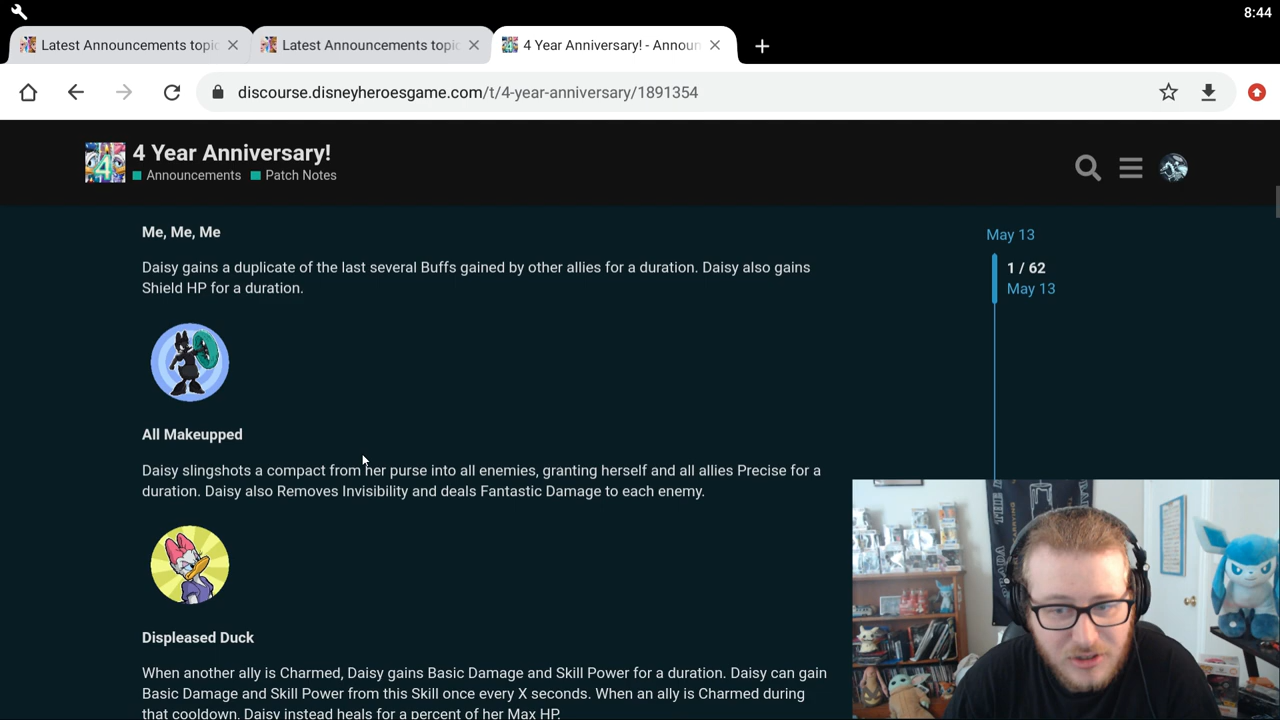 8:44
Latest Announcements topic
Latest Announcements topic
4 Year Anniversary! - Announ
discourse.disneyheroesgame.com/t/4-year-anniversary/1891354
4 Year Anniversary!
Announcements Patch Notes
Me, Me, Me
Daisy gains a duplicate of the last several Buffs gained by other allies for a duration. Daisy also gains
Shield HP for a duration.
All Makeupped
Daisy slingshots a compact from her purse into all enemies, granting herself and all allies Precise for a
duration. Daisy also Removes Invisibility and deals Fantastic Damage to each enemy.
Displeased Duck
When another ally is Charmed, Daisy gains Basic Damage and Skill Power for a duration. Daisy can gain
Basic Damage and Skill Power from this Skill once every X seconds. When an ally is Charmed during
that cooldown, Daisy instead heals for a percent of her Max HP.
May 13
1 / 62
May 13
4